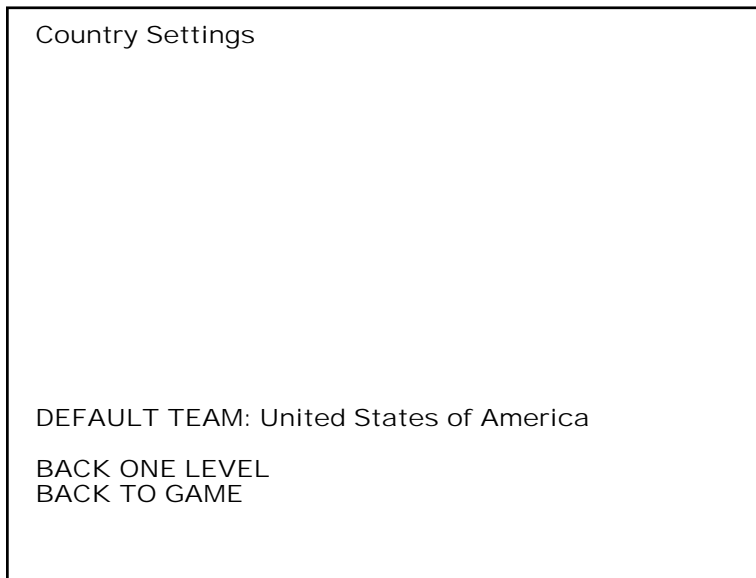 Country Settings
DEFAULT TEAM: United States of America
BACK ONE LEVEL
BACK TO GAME